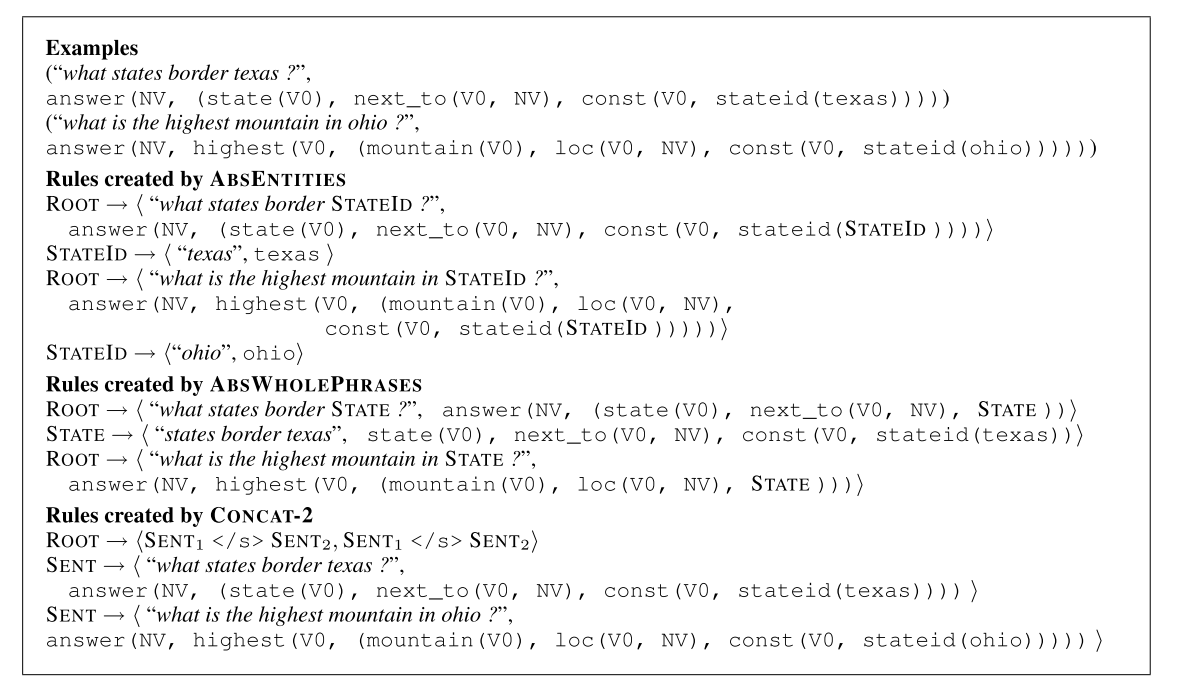 Examples
(“what states border texas ?”,
answer(NV, (state(V0), next_to(V0, NV), const(V0, stateid(texas)))))
(“what is the highest mountain in ohio ?”,
answer(NV, highest(V0, (mountain(V0), loc(V0, NV), const(V0, stateid(ohio))))))
Rules created by ABSENTITIES
ROOT → ⟨ “what states border STATEID ?”,
answer(NV, (state(V0), next_to(V0, NV), const(V0, stateid(STATEID ))))⟩
STATEID → ⟨ “texas”, texas ⟩
ROOT → ⟨ “what is the highest mountain in STATEID ?”,
answer(NV, highest(V0, (mountain(V0), loc(V0, NV),
const(V0, stateid(STATEID )))))⟩
STATEID → ⟨“ohio”, ohio⟩
Rules created by ABSWHOLEPHRASES
ROOT → ⟨ “what states border STATE ?”, answer(NV, (state(V0), next_to(V0, NV), STATE ))⟩
STATE → ⟨ “states border texas”, state(V0), next_to(V0, NV), const(V0, stateid(texas))⟩
ROOT → ⟨ “what is the highest mountain in STATE ?”,
answer(NV, highest(V0, (mountain(V0), loc(V0, NV), STATE )))⟩
Rules created by CONCAT-2
ROOT → ⟨SENT₁ </s> SENT₂, SENT₁ </s> SENT₂⟩
SENT → ⟨ “what states border texas ?”,
answer(NV, (state(V0), next_to(V0, NV), const(V0, stateid(texas)))) ⟩
SENT → ⟨ “what is the highest mountain in ohio ?”,
answer(NV, highest(V0, (mountain(V0), loc(V0, NV), const(V0, stateid(ohio))))) ⟩